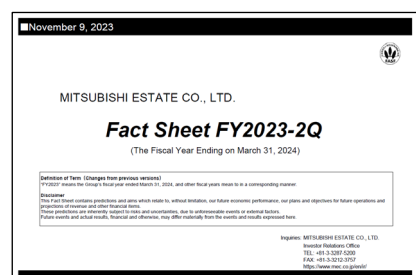 ■November 9, 2023
MITSUBISHI ESTATE CO., LTD.
Fact Sheet FY2023-2Q
(The Fiscal Year Ending on March 31, 2024)
Definition of Term (Changes from previous versions)
"FY2023" means the Group's fiscal year ended March 31, 2024, and other fiscal years mean to in a corresponding manner.
Disclaimer
This Fact Sheet contains predictions and aims which relate to, without limitation, our future economic performance, our plans and objectives for future operations and
projections of revenue and other financial items.
These predictions are inherently subject to risks and uncertainties, due to unforeseeable events or external factors.
Future events and actual results, financial and otherwise, may differ materially from the events and results expressed here.
Inquiries: MITSUBISHI ESTATE CO., LTD.
Investor Relations Office
TEL: +81-3-3287-5200
FAX: +81-3-3212-3757
https://www.mec.co.jp/en/ir/